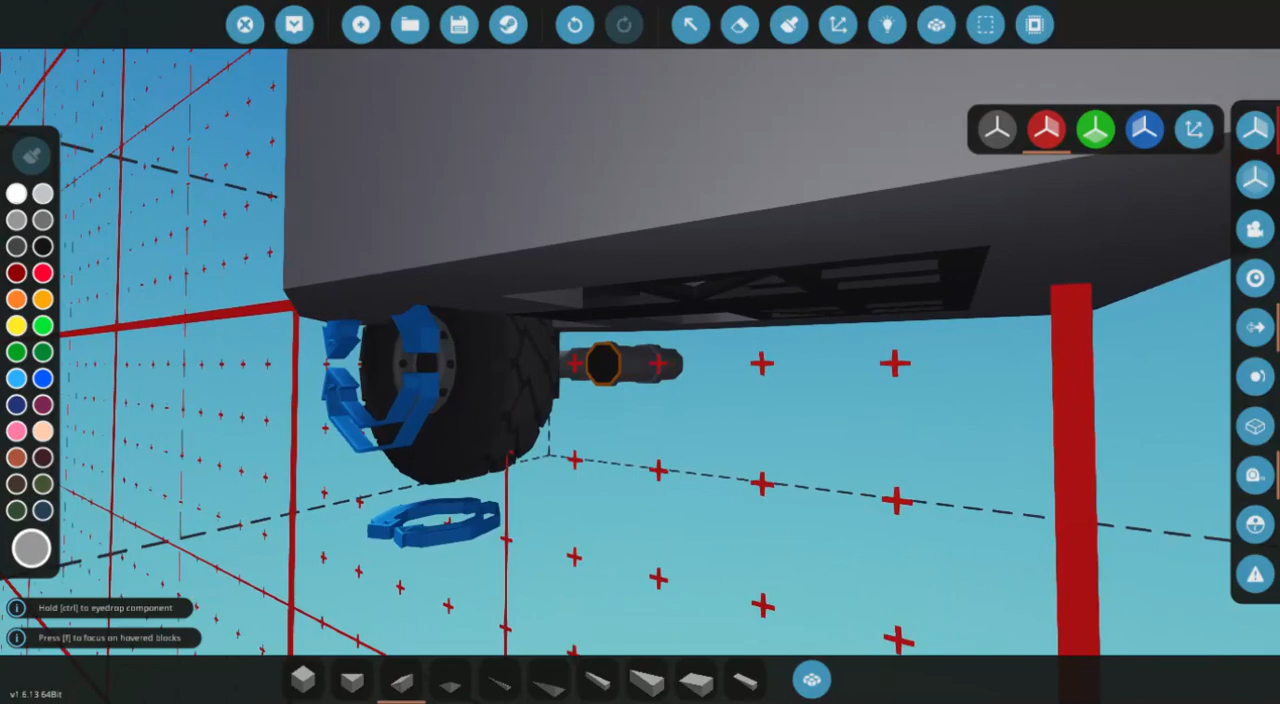 Hold [ctrl] to eyedrop component
Press [f] to focus on hovered blocks
v1.6.13 64Bit